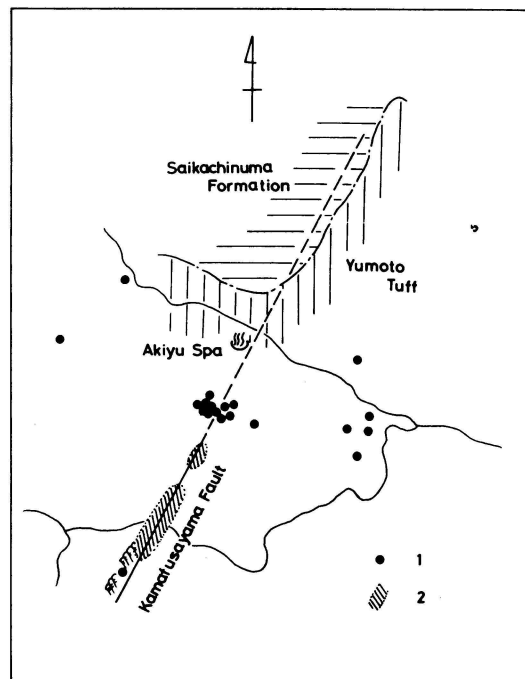 Saikachinuma
Formation
Yumoto
Tuff
Akiyu Spa
Kamatusayama Fault
1
2